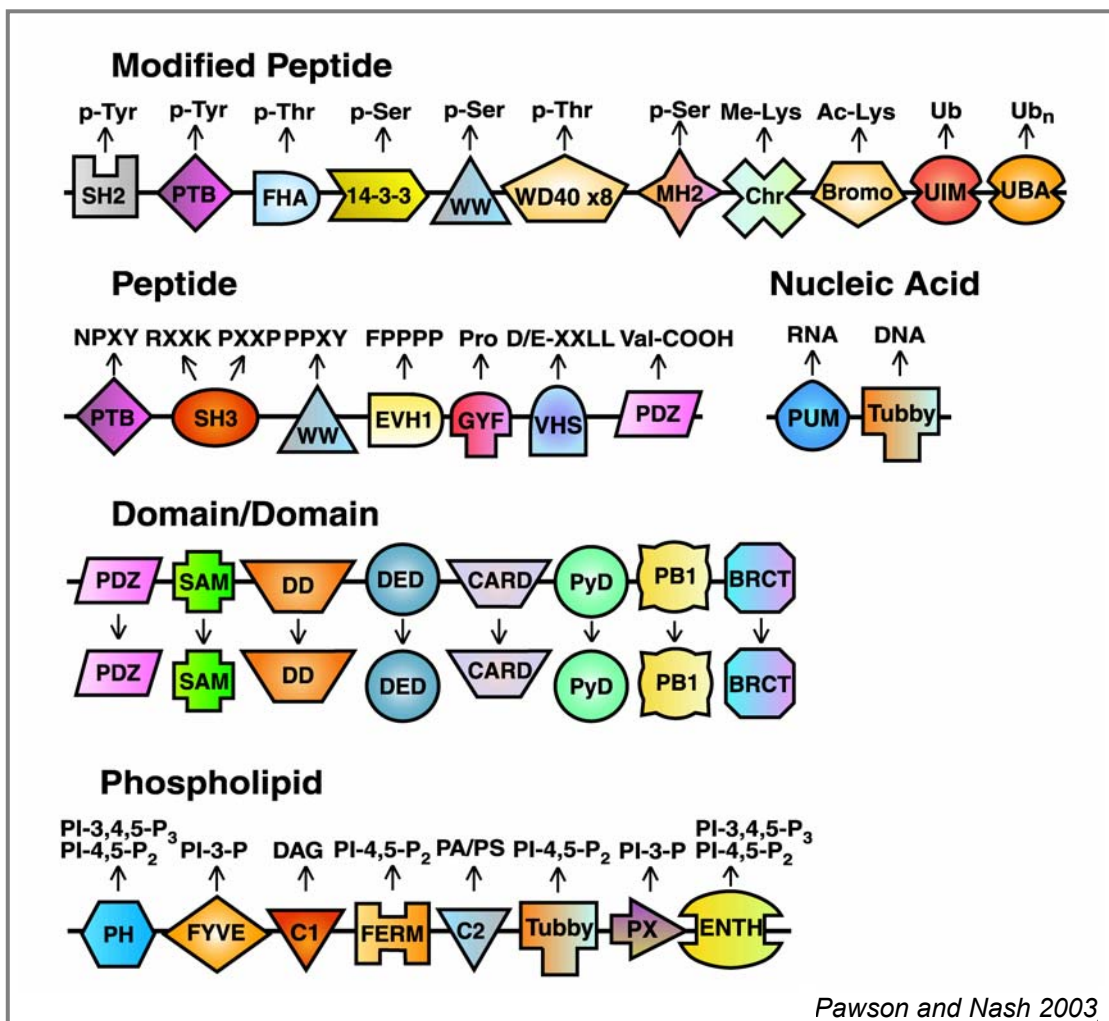 Modified Peptide
p-Tyr p-Tyr p-Thr p-Ser p-Ser p-Thr p-Ser Me-Lys Ac-Lys Ub Ubn
SH2 PTB FHA 14-3-3 WW WD40 x8 MH2 Chr Bromo UIM UBA
Peptide Nucleic Acid
NPXY RXXK PXXP PPXY FPPPP Pro D/E-XXLL Val-COOH RNA DNA
PTB SH3 WW EVH1 GYF VHS PDZ PUM Tubby
Domain/Domain
PDZ SAM DD DED CARD PyD PB1 BRCT
PDZ SAM DD DED CARD PyD PB1 BRCT
Phospholipid
PI-3,4,5-P3 PI-3,4,5-P3
PI-4,5-P2 PI-3-P DAG PI-4,5-P2 PA/PS PI-4,5-P2 PI-3-P PI-4,5-P2
PH FYVE C1 FERM C2 Tubby PX ENTH
Pawson and Nash 2003